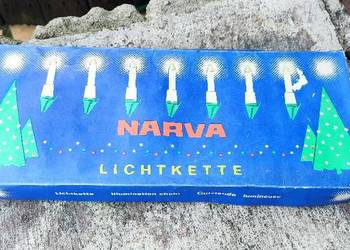 NARVA
LICHTKETTE
Lichtkette Illumination chain Guirlande lumineuse